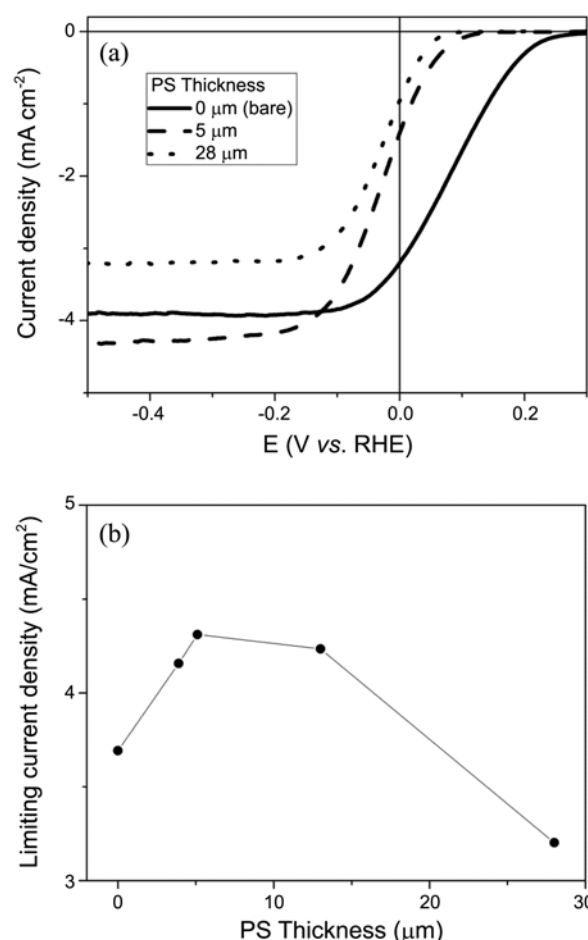 (a)
PS Thickness
0 μm (bare)
5 μm
28 μm
0
-2
-4
Current density (mA cm-2)
-0.4 -0.2 0.0 0.2
E (V vs. RHE)
(b)
5
4
3
Limiting current density (mA/cm2)
0 10 20 30
PS Thickness (μm)